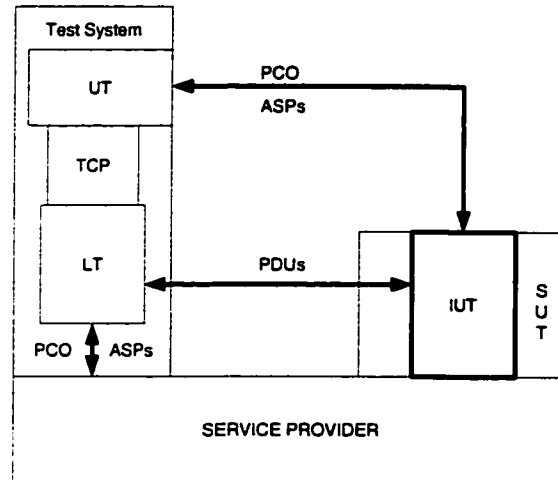 Test System
UT
PCO
ASPs
TCP
LT
PDUs
IUT
S
U
T
PCO ASPs
SERVICE PROVIDER